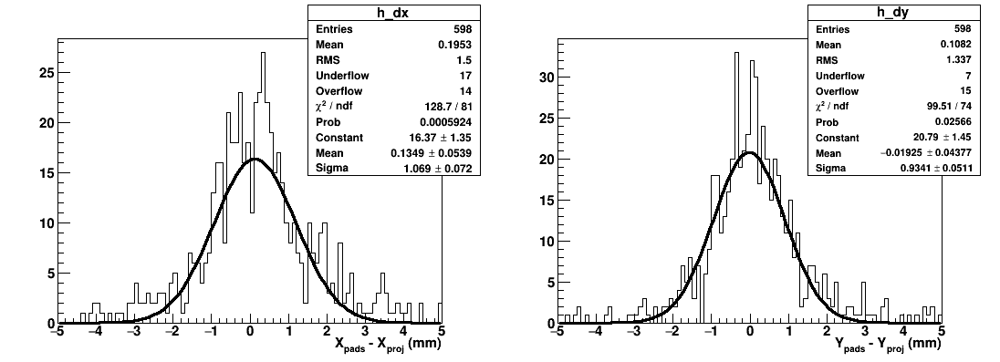 h_dx
Entries 598
Mean 0.1953
RMS 1.5
Underflow 17
Overflow 14
χ² / ndf 128.7 / 81
Prob 0.0005924
Constant 16.37 ± 1.35
Mean 0.1349 ± 0.0539
Sigma 1.069 ± 0.072
25
20
15
10
5
0
−5 −4 −3 −2 −1 0 1 2 3 4 5
X_pads - X_proj (mm)
h_dy
Entries 598
Mean 0.1082
RMS 1.337
Underflow 7
Overflow 15
χ² / ndf 99.51 / 74
Prob 0.02566
Constant 20.79 ± 1.45
Mean −0.01925 ± 0.04377
Sigma 0.9341 ± 0.0511
30
25
20
15
10
5
0
−5 −4 −3 −2 −1 0 1 2 3 4 5
Y_pads - Y_proj (mm)